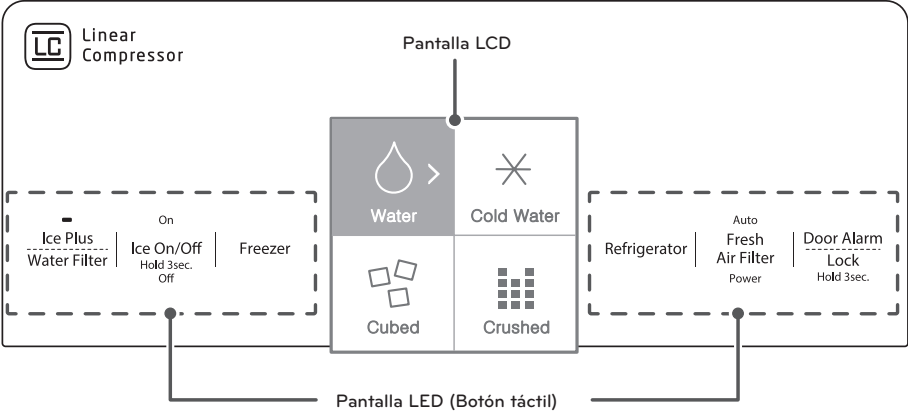 LC
Linear
Compressor
Pantalla LCD
Water
Cold Water
Cubed
Crushed
Ice Plus
Water Filter
On
Ice On/Off
Hold 3sec.
Off
Freezer
Refrigerator
Auto
Fresh
Air Filter
Power
Door Alarm
Lock
Hold 3sec.
Pantalla LED (Botón táctil)